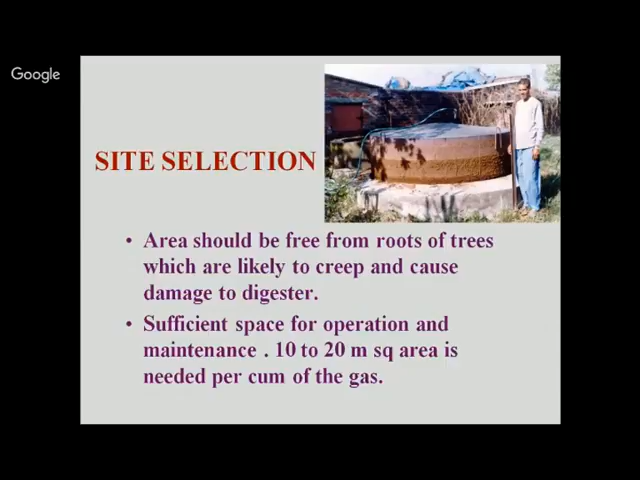 Google
SITE SELECTION
• Area should be free from roots of trees
which are likely to creep and cause
damage to digester.
• Sufficient space for operation and
maintenance . 10 to 20 m sq area is
needed per cum of the gas.